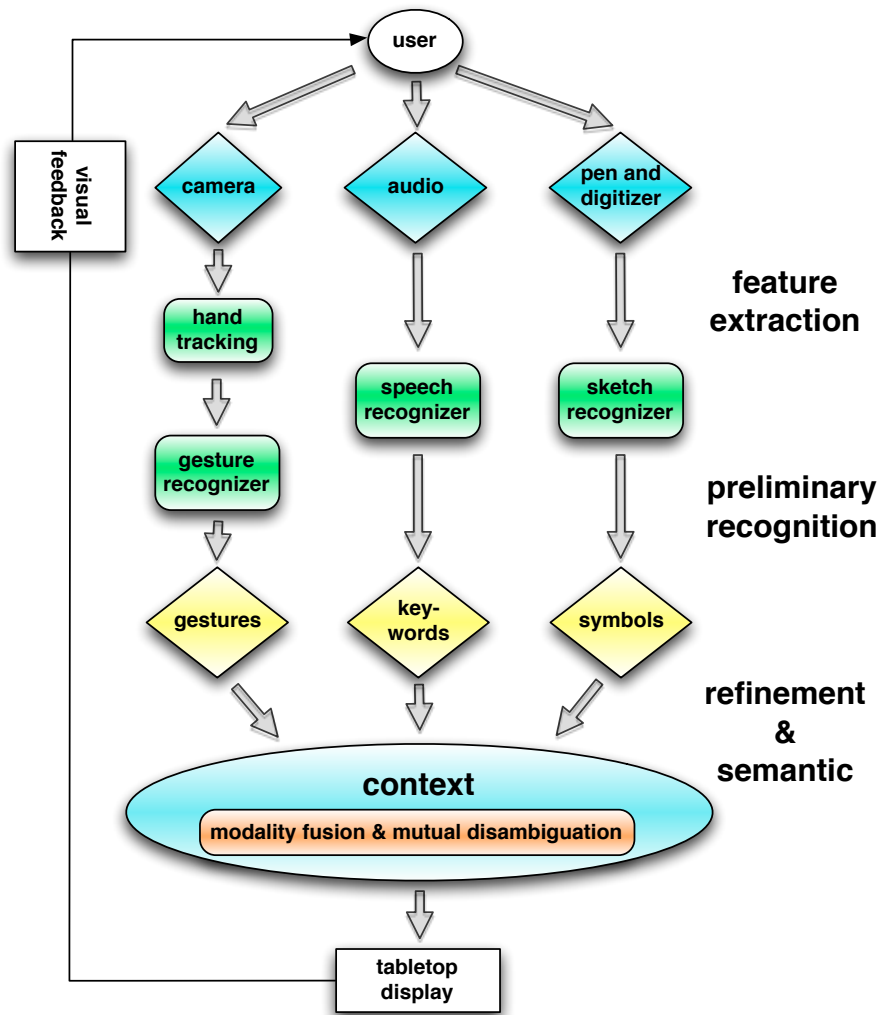 user
visual
feedback
camera
audio
pen and
digitizer
feature
extraction
hand
tracking
speech
recognizer
sketch
recognizer
gesture
recognizer
preliminary
recognition
gestures
key-
words
symbols
refinement
&
semantic
context
modality fusion & mutual disambiguation
tabletop
display